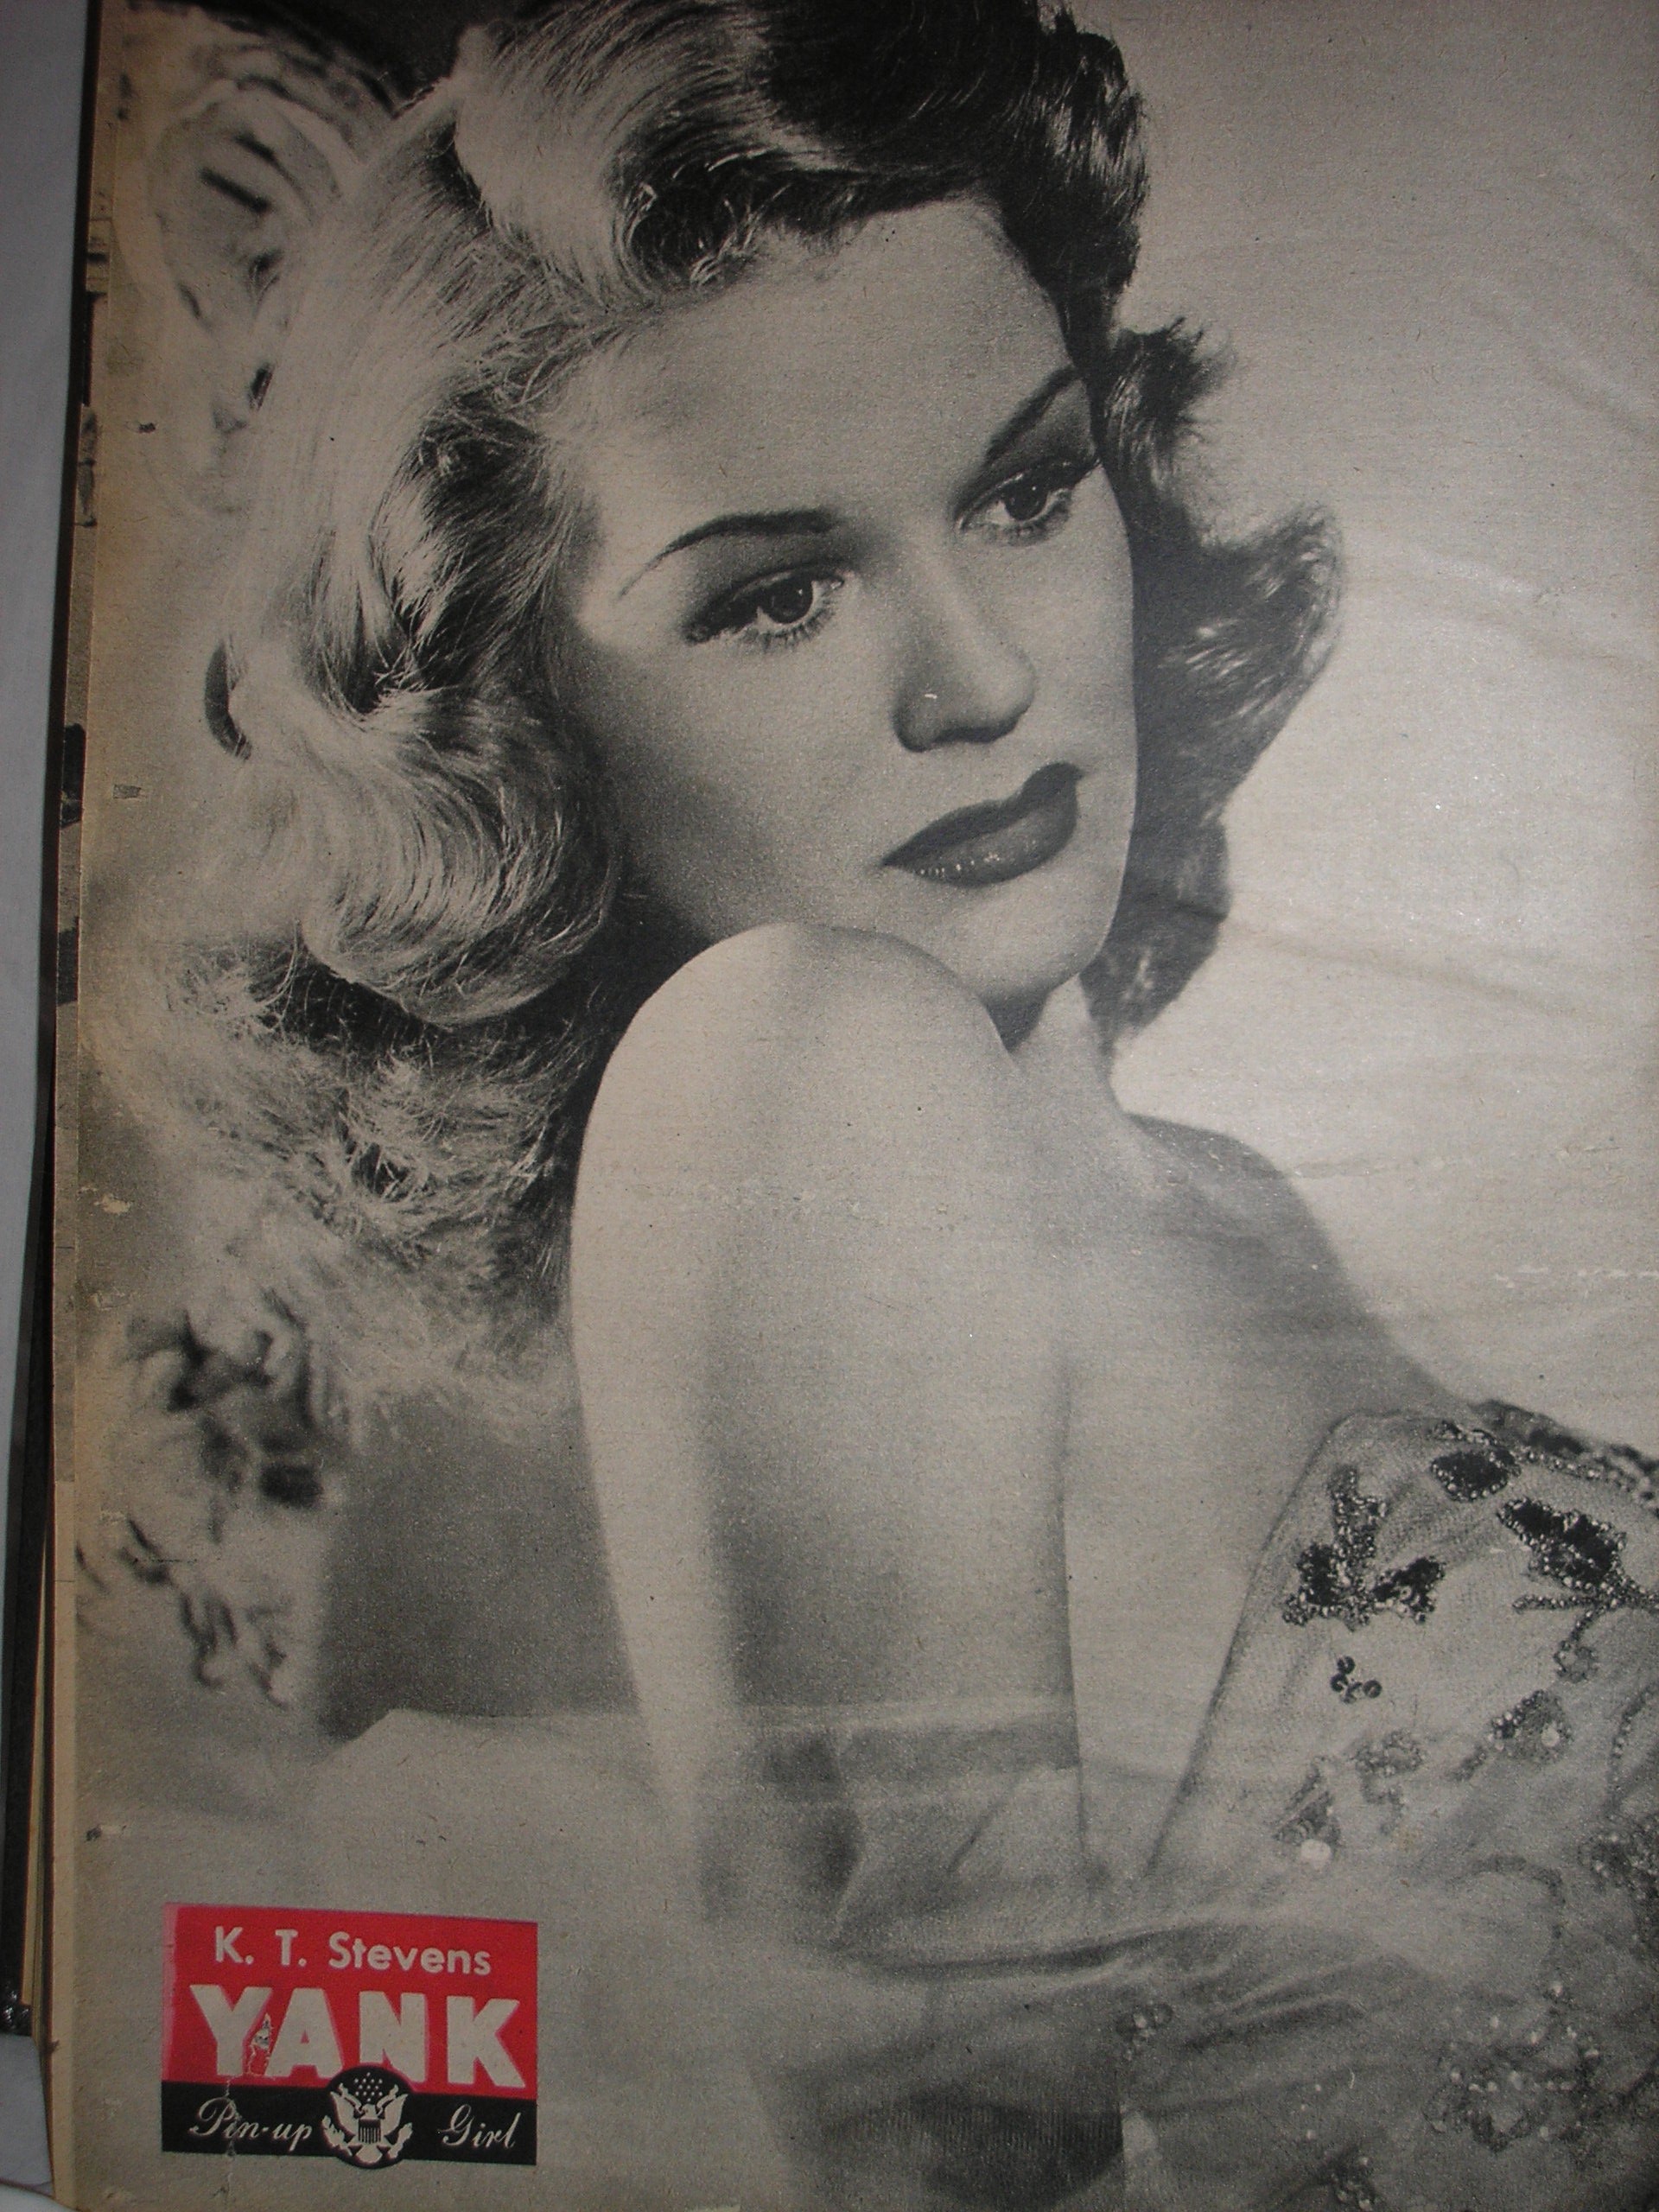 K. T. Stevens
YANK
Pin-up Girl